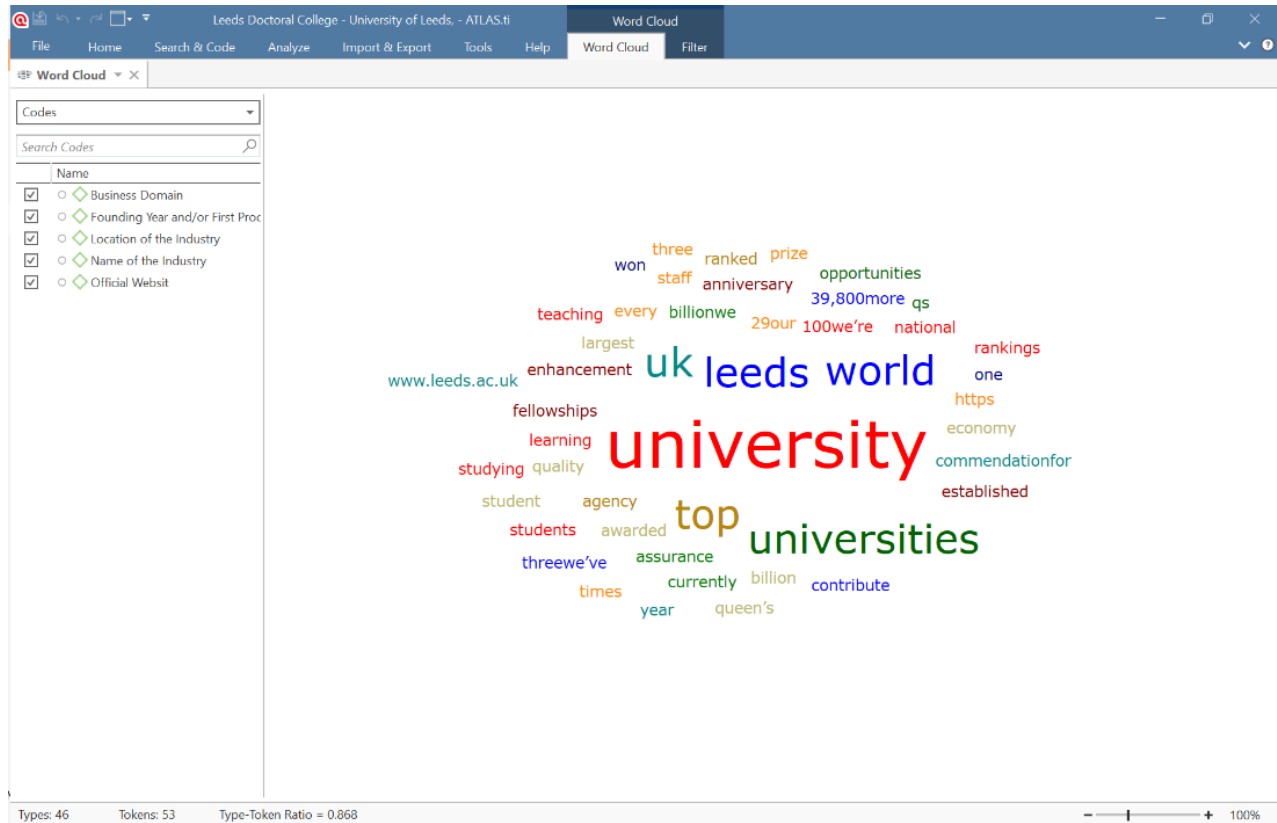 Leeds Doctoral College - University of Leeds, - ATLAS.ti
Word Cloud
File Home Search & Code Analyze Import & Export Tools Help Word Cloud Filter
Word Cloud
Codes
Search Codes
Name
Business Domain
Founding Year and/or First Proc
Location of the Industry
Name of the Industry
Official Websit
three ranked prize
won staff anniversary opportunities
39,800more qs
teaching every billionwe 29our 100we're national
largest rankings
www.leeds.ac.uk enhancement uk leeds world one
https
fellowships
learning university economy
studying quality commendationfor
established
student agency top
students awarded universities
threewe've assurance
currently billion contribute
times
year queen's
Types: 46 Tokens: 53 Type-Token Ratio = 0.868 100%